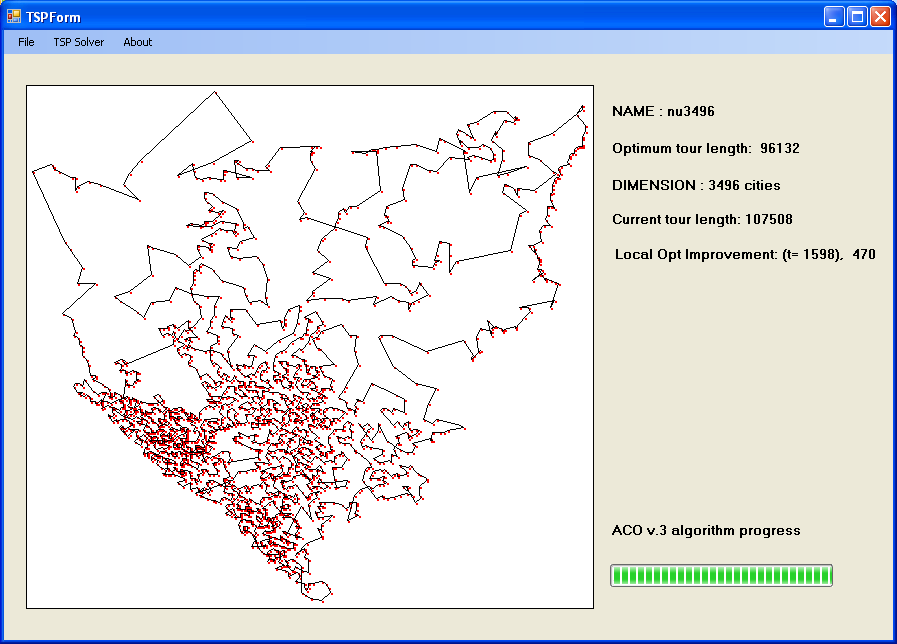 TSPForm
File TSP Solver About
NAME : nu3496
Optimum tour length: 96132
DIMENSION : 3496 cities
Current tour length: 107508
Local Opt Improvement: (t= 1598), 470
ACO v.3 algorithm progress